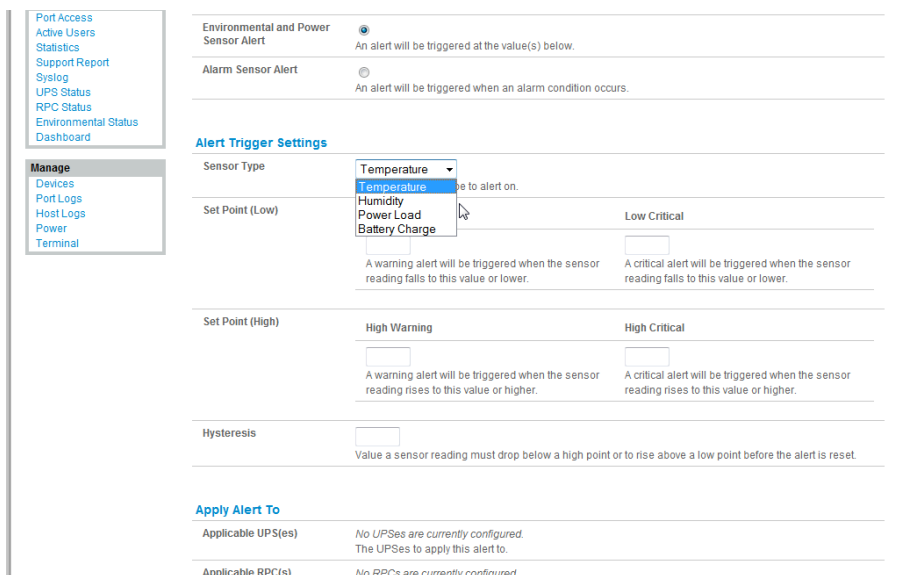 Port Access
Active Users
Statistics
Support Report
Syslog
UPS Status
RPC Status
Environmental Status
Dashboard
Manage
Devices
Port Logs
Host Logs
Power
Terminal
Environmental and Power
Sensor Alert
An alert will be triggered at the value(s) below.
Alarm Sensor Alert
An alert will be triggered when an alarm condition occurs.
Alert Trigger Settings
Sensor Type
Temperature
Temperature
to alert on.
Humidity
Power Load
Battery Charge
Set Point (Low)
Low Critical
A warning alert will be triggered when the sensor
reading falls to this value or lower.
A critical alert will be triggered when the sensor
reading falls to this value or lower.
Set Point (High)
High Warning
High Critical
A warning alert will be triggered when the sensor
reading rises to this value or higher.
A critical alert will be triggered when the sensor
reading rises to this value or higher.
Hysteresis
Value a sensor reading must drop below a high point or to rise above a low point before the alert is reset.
Apply Alert To
Applicable UPS(es)
No UPSes are currently configured.
The UPSes to apply this alert to.
Applicable RPC(s)
No RPCs are currently configured.